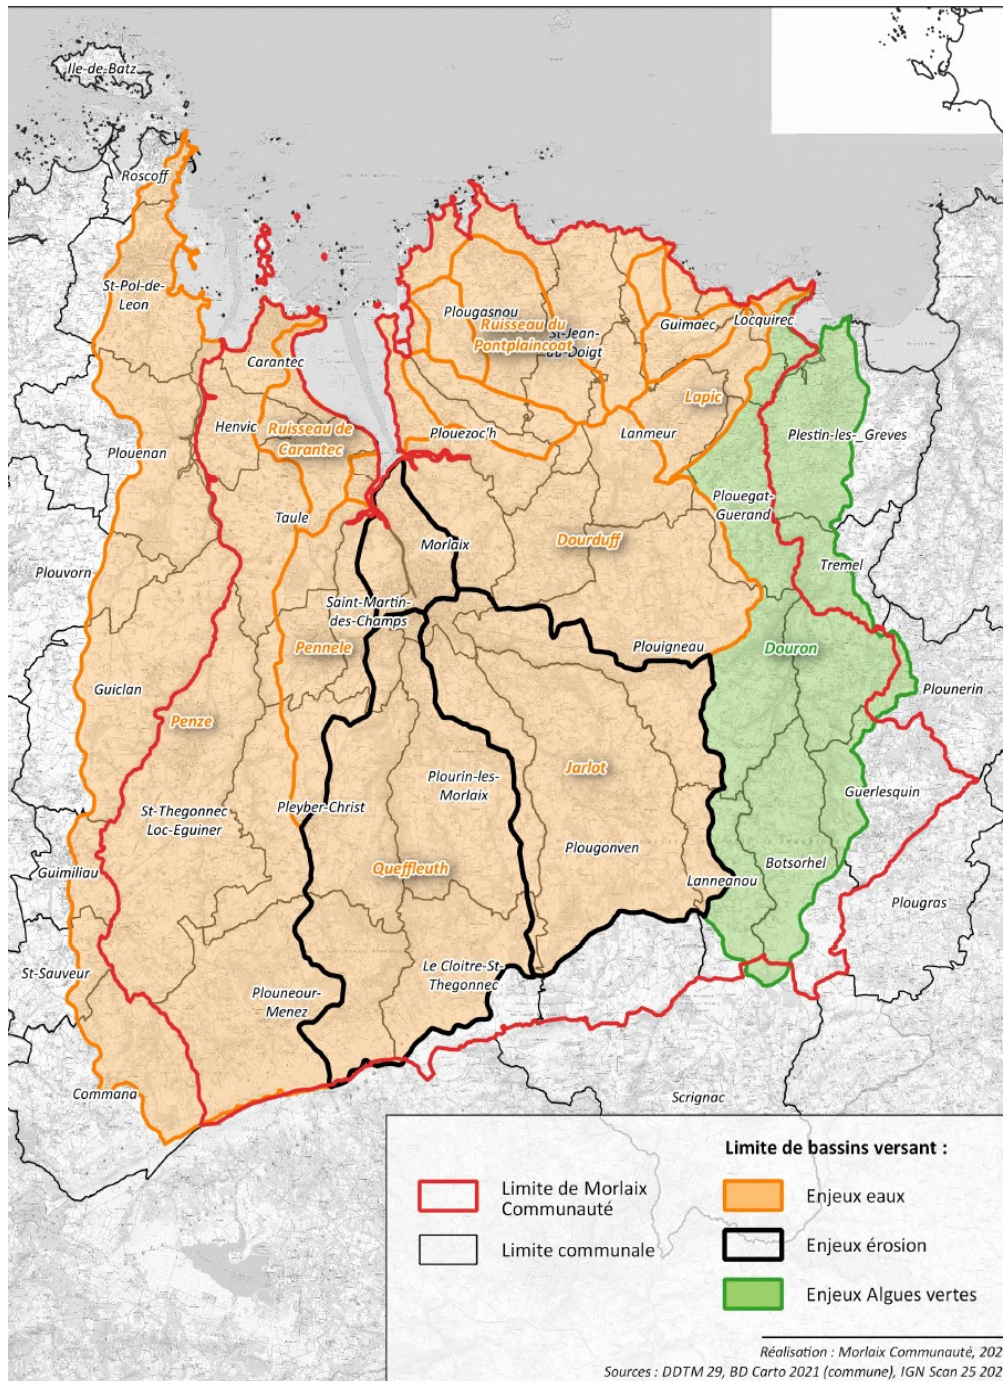 Ile-de-Batz
Roscoff
St-Pol-de-
Leon
Carantec
Plougasnou
Ruisseau du
Pontplaincoat
St-Jean-
du-Doigt
Guimaec
Locquirec
Henvic
Ruisseau de
Carantec
Plouezoc'h
Lapic
Lanmeur
Plestin-les-_Greves
Plouenan
Taule
Plouegat-
Guerand
Morlaix
Dourduff
Tremel
Plouvorn
Saint-Martin-
des-Champs
Pennele
Plouigneau
Douron
Guiclan
Penze
Plounerin
Jarlot
Plourin-les-
Morlaix
Guerlesquin
St-Thegonnec
Loc-Eguiner
Pleyber-Christ
Plougonven
Guimiliau
Queffleuth
Lanneanou
Botsorhel
Plougras
St-Sauveur
Le Cloitre-St-
Thegonnec
Plouneour-
Menez
Commana
Scrignac
Limite de Morlaix
Communauté
Limite communale
Limite de bassins versant :
Enjeux eaux
Enjeux érosion
Enjeux Algues vertes
Réalisation : Morlaix Communauté, 202
Sources : DDTM 29, BD Carto 2021 (commune), IGN Scan 25 202